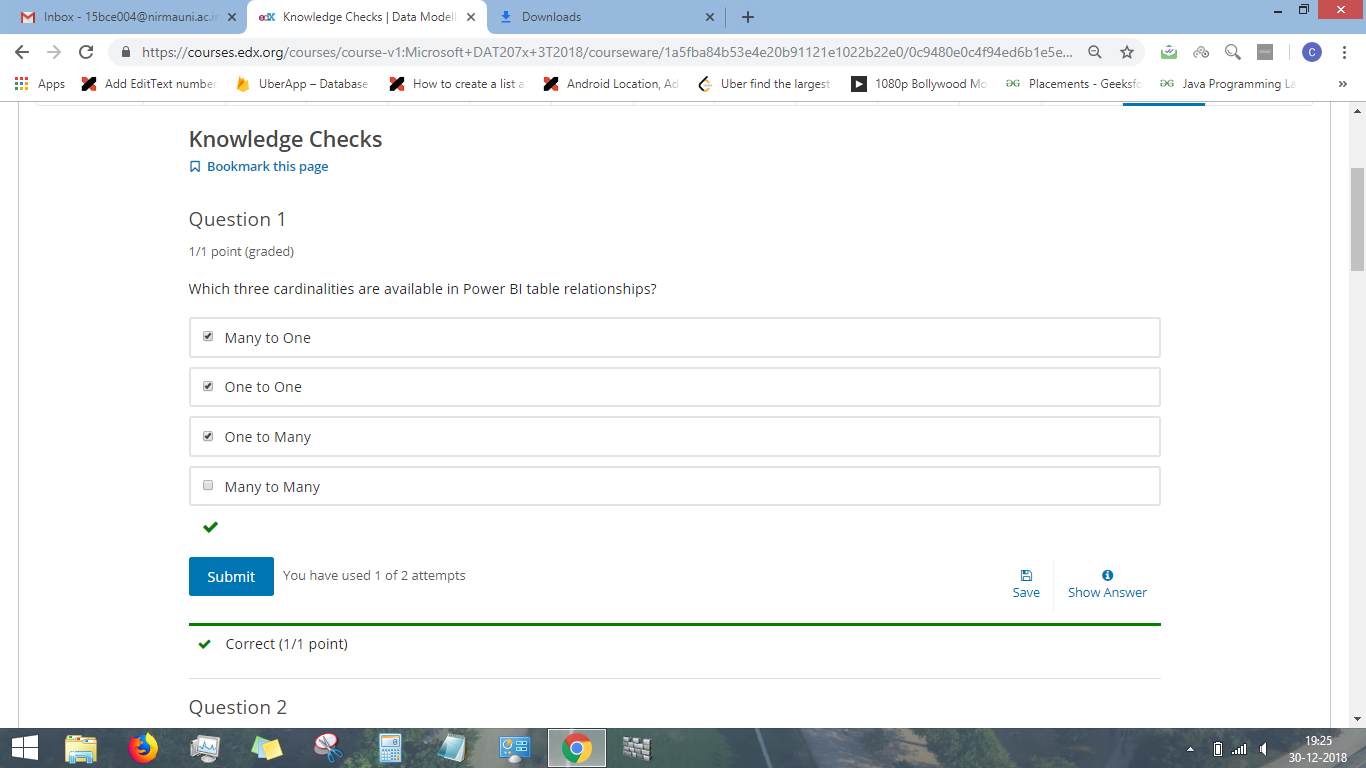 Inbox - 15bce004@nirmauni.ac.i
edX Knowledge Checks | Data Modell
Downloads
https://courses.edx.org/courses/course-v1:Microsoft+DAT207x+3T2018/courseware/1a5fba84b53e4e20b91121e1022b22e0/0c9480e0c4f94ed6b1e5e...
C
Apps
Add EditText number
UberApp – Database
How to create a list a
Android Location, Ad
Uber find the largest
1080p Bollywood Mo
Placements - Geeksfo
Java Programming La
»
Knowledge Checks
Bookmark this page
Question 1
1/1 point (graded)
Which three cardinalities are available in Power BI table relationships?
Many to One
One to One
One to Many
Many to Many
Submit
You have used 1 of 2 attempts
Save
Show Answer
Correct (1/1 point)
Question 2
19:25
30-12-2018